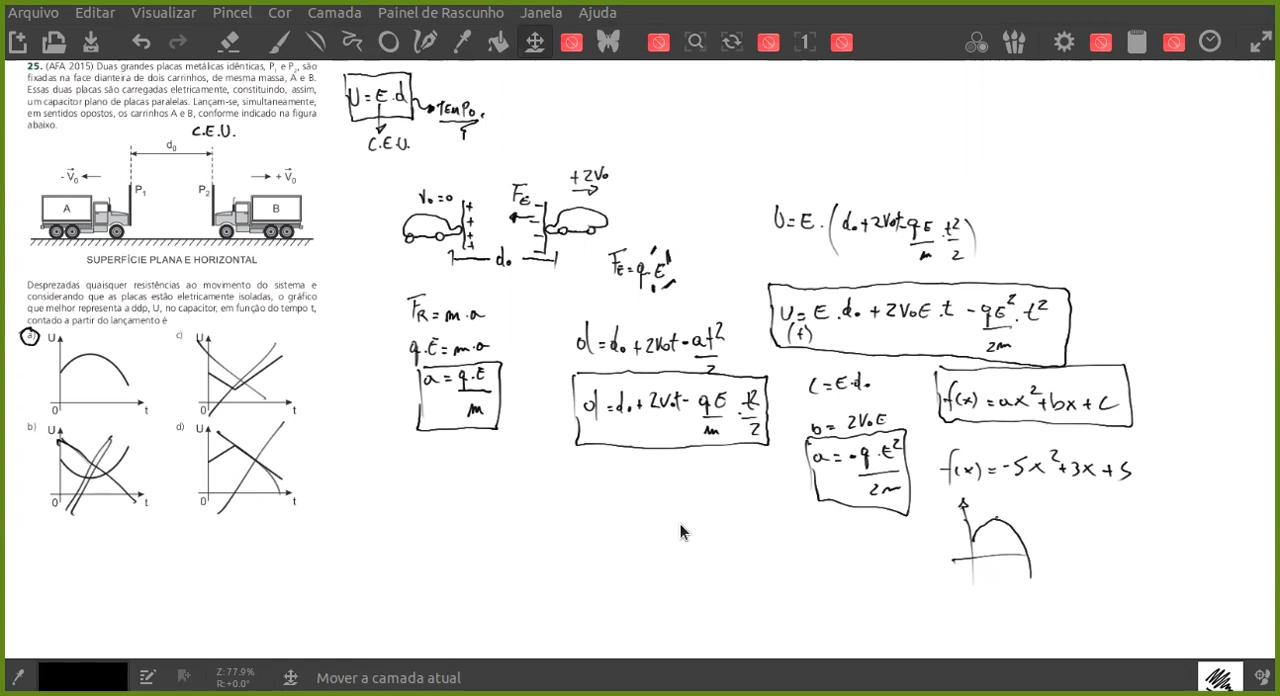 Arquivo Editar Visualizar Pincel Cor Camada Painel de Rascunho Janela Ajuda
25. (AFA 2015) Duas grandes placas metálicas idênticas, P1 e P2, são
fixadas na face dianteira de dois carrinhos, de mesma massa, A e B.
Essas duas placas são carregadas eletricamente, constituindo, assim,
um capacitor plano de placas paralelas. Lançam-se, simultaneamente,
em sentidos opostos, os carrinhos A e B, conforme indicado na figura
abaixo.
C.E.U.
d0
-V0
+V0
P1
P2
A
B
SUPERFÍCIE PLANA E HORIZONTAL
Desprezadas quaisquer resistências ao movimento do sistema e
considerando que as placas estão eletricamente isoladas, o gráfico
que melhor representa a ddp, U, no capacitor, em função do tempo t,
contado a partir do lançamento é
a) U
0
t
c) U
0
t
b) U
0
t
d) U
0
t
U=E.d
TEMPO
C.E.U.
V0=0
FE
+2V0
d0
FE=qE
FR=m.a
q.E=m.a
a=q.E/m
d=d0+2V0t-at²/2
d=d0+2V0t-qE/m.t²/2
U=E.(d0+2V0t-qE/m.t²/2)
U=E.d0+2V0E.t-qE²/2m.t²
(t)
C=E.d0
b=2V0E
a=-q.E²/2m
f(x)=ax²+bx+c
f(x)=-5x²+3x+5
Z: 77.9%
R:+0.0°
Mover a camada atual